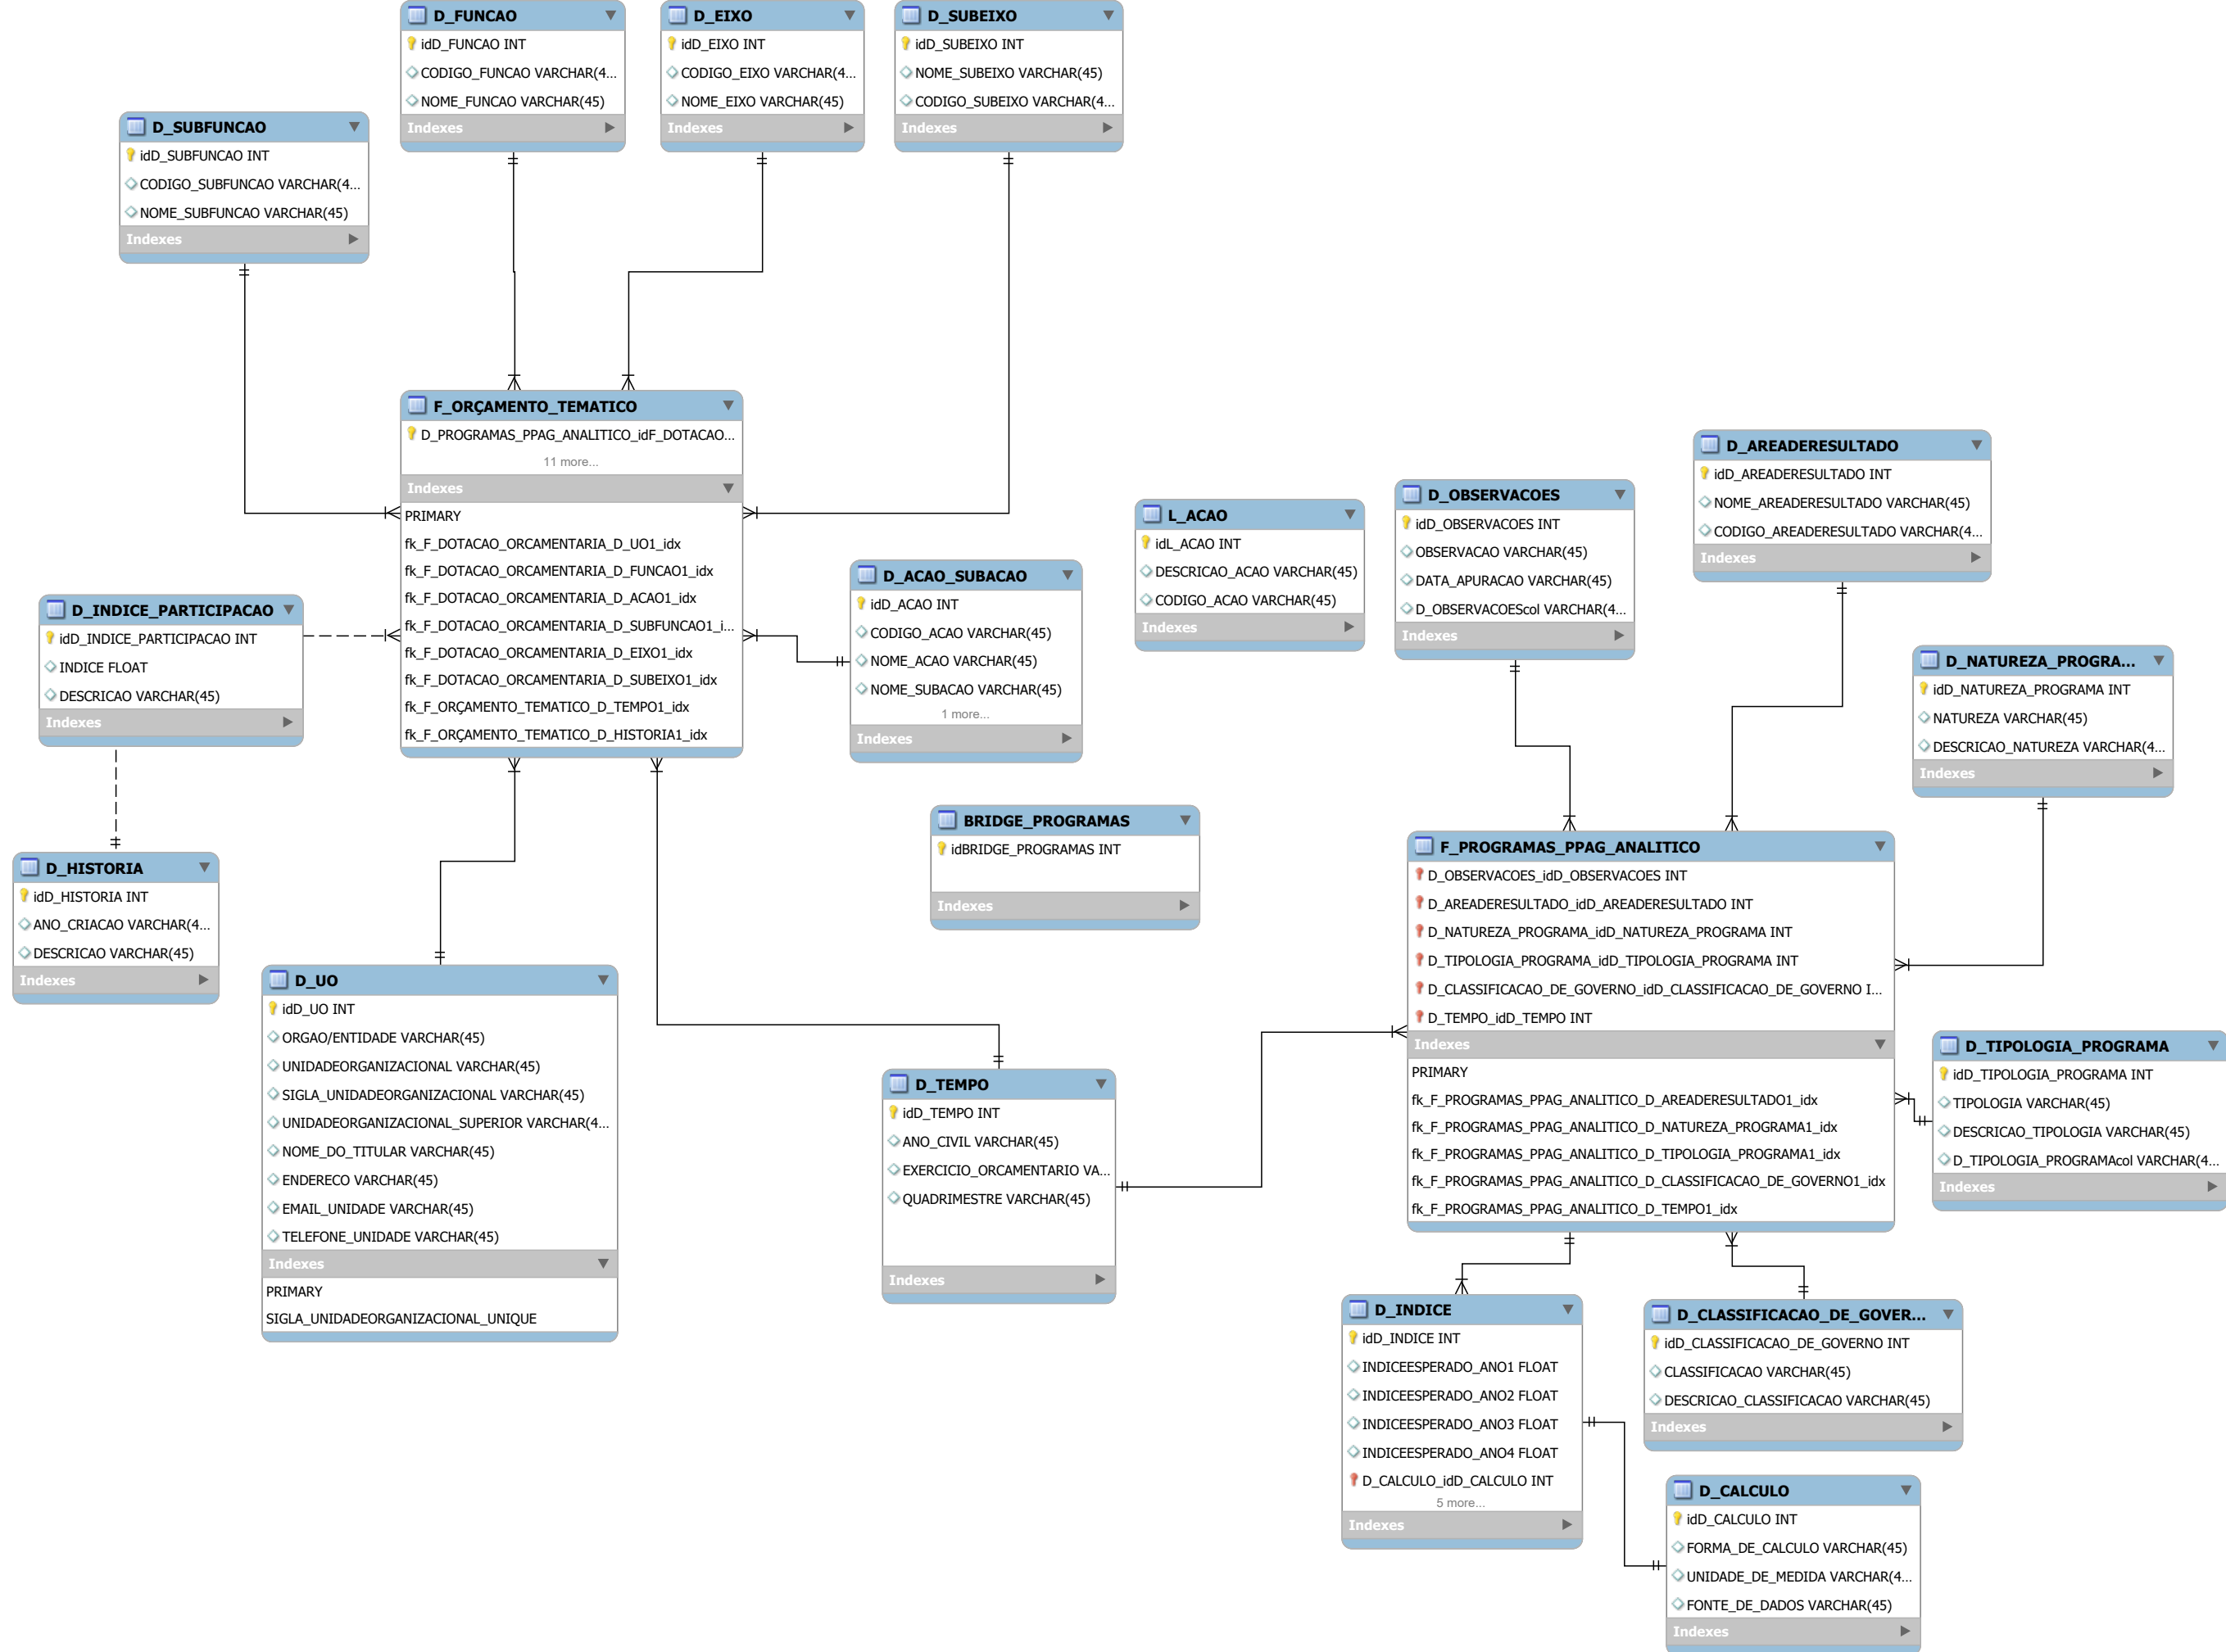 D_FUNCAO
idD_FUNCAO INT
CODIGO_FUNCAO VARCHAR(4...
NOME_FUNCAO VARCHAR(45)
Indexes
D_EIXO
idD_EIXO INT
CODIGO_EIXO VARCHAR(4...
NOME_EIXO VARCHAR(45)
Indexes
D_SUBEIXO
idD_SUBEIXO INT
NOME_SUBEIXO VARCHAR(45)
CODIGO_SUBEIXO VARCHAR(4...
Indexes
D_SUBFUNCAO
idD_SUBFUNCAO INT
CODIGO_SUBFUNCAO VARCHAR(4...
NOME_SUBFUNCAO VARCHAR(45)
Indexes
F_ORÇAMENTO_TEMATICO
D_PROGRAMAS_PPAG_ANALITICO_idF_DOTACAO...
11 more...
Indexes
PRIMARY
fk_F_DOTACAO_ORCAMENTARIA_D_UO1_idx
fk_F_DOTACAO_ORCAMENTARIA_D_FUNCAO1_idx
fk_F_DOTACAO_ORCAMENTARIA_D_ACAO1_idx
fk_F_DOTACAO_ORCAMENTARIA_D_SUBFUNCAO1_i...
fk_F_DOTACAO_ORCAMENTARIA_D_EIXO1_idx
fk_F_DOTACAO_ORCAMENTARIA_D_SUBEIXO1_idx
fk_F_ORÇAMENTO_TEMATICO_D_TEMPO1_idx
fk_F_ORÇAMENTO_TEMATICO_D_HISTORIA1_idx
D_AREADERESULTADO
idD_AREADERESULTADO INT
NOME_AREADERESULTADO VARCHAR(45)
CODIGO_AREADERESULTADO VARCHAR(4...
Indexes
D_OBSERVACOES
idD_OBSERVACOES INT
OBSERVACAO VARCHAR(45)
DATA_APURACAO VARCHAR(45)
D_OBSERVACOEScol VARCHAR(4...
Indexes
L_ACAO
idL_ACAO INT
DESCRICAO_ACAO VARCHAR(45)
CODIGO_ACAO VARCHAR(45)
Indexes
D_ACAO_SUBACAO
idD_ACAO INT
CODIGO_ACAO VARCHAR(45)
NOME_ACAO VARCHAR(45)
NOME_SUBACAO VARCHAR(45)
1 more...
Indexes
D_INDICE_PARTICIPACAO
idD_INDICE_PARTICIPACAO INT
INDICE FLOAT
DESCRICAO VARCHAR(45)
Indexes
D_NATUREZA_PROGRA...
idD_NATUREZA_PROGRAMA INT
NATUREZA VARCHAR(45)
DESCRICAO_NATUREZA VARCHAR(4...
Indexes
BRIDGE_PROGRAMAS
idBRIDGE_PROGRAMAS INT
Indexes
F_PROGRAMAS_PPAG_ANALITICO
D_OBSERVACOES_idD_OBSERVACOES INT
D_AREADERESULTADO_idD_AREADERESULTADO INT
D_NATUREZA_PROGRAMA_idD_NATUREZA_PROGRAMA INT
D_TIPOLOGIA_PROGRAMA_idD_TIPOLOGIA_PROGRAMA INT
D_CLASSIFICACAO_DE_GOVERNO_idD_CLASSIFICACAO_DE_GOVERNO I...
D_TEMPO_idD_TEMPO INT
Indexes
PRIMARY
fk_F_PROGRAMAS_PPAG_ANALITICO_D_AREADERESULTADO1_idx
fk_F_PROGRAMAS_PPAG_ANALITICO_D_NATUREZA_PROGRAMA1_idx
fk_F_PROGRAMAS_PPAG_ANALITICO_D_TIPOLOGIA_PROGRAMA1_idx
fk_F_PROGRAMAS_PPAG_ANALITICO_D_CLASSIFICACAO_DE_GOVERNO1_idx
fk_F_PROGRAMAS_PPAG_ANALITICO_D_TEMPO1_idx
D_HISTORIA
idD_HISTORIA INT
ANO_CRIACAO VARCHAR(4...
DESCRICAO VARCHAR(45)
Indexes
D_UO
idD_UO INT
ORGAO/ENTIDADE VARCHAR(45)
UNIDADEORGANIZACIONAL VARCHAR(45)
SIGLA_UNIDADEORGANIZACIONAL VARCHAR(45)
UNIDADEORGANIZACIONAL_SUPERIOR VARCHAR(4...
NOME_DO_TITULAR VARCHAR(45)
ENDERECO VARCHAR(45)
EMAIL_UNIDADE VARCHAR(45)
TELEFONE_UNIDADE VARCHAR(45)
Indexes
PRIMARY
SIGLA_UNIDADEORGANIZACIONAL_UNIQUE
D_TEMPO
idD_TEMPO INT
ANO_CIVIL VARCHAR(45)
EXERCICIO_ORCAMENTARIO VA...
QUADRIMESTRE VARCHAR(45)
Indexes
D_TIPOLOGIA_PROGRAMA
idD_TIPOLOGIA_PROGRAMA INT
TIPOLOGIA VARCHAR(45)
DESCRICAO_TIPOLOGIA VARCHAR(45)
D_TIPOLOGIA_PROGRAMAcol VARCHAR(4...
Indexes
D_INDICE
idD_INDICE INT
INDICEESPERADO_ANO1 FLOAT
INDICEESPERADO_ANO2 FLOAT
INDICEESPERADO_ANO3 FLOAT
INDICEESPERADO_ANO4 FLOAT
D_CALCULO_idD_CALCULO INT
5 more...
Indexes
D_CLASSIFICACAO_DE_GOVER...
idD_CLASSIFICACAO_DE_GOVERNO INT
CLASSIFICACAO VARCHAR(45)
DESCRICAO_CLASSIFICACAO VARCHAR(45)
Indexes
D_CALCULO
idD_CALCULO INT
FORMA_DE_CALCULO VARCHAR(45)
UNIDADE_DE_MEDIDA VARCHAR(4...
FONTE_DE_DADOS VARCHAR(45)
Indexes